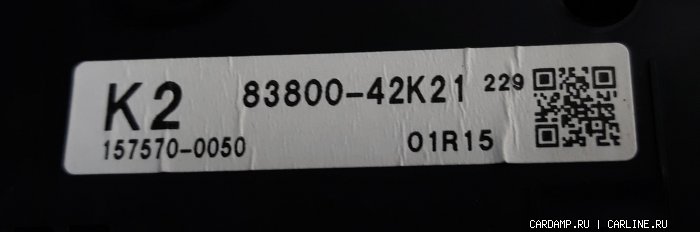 K2 83800-42K21 229
157570-0050 01R15
CARDAMP.RU | CARLINE.RU